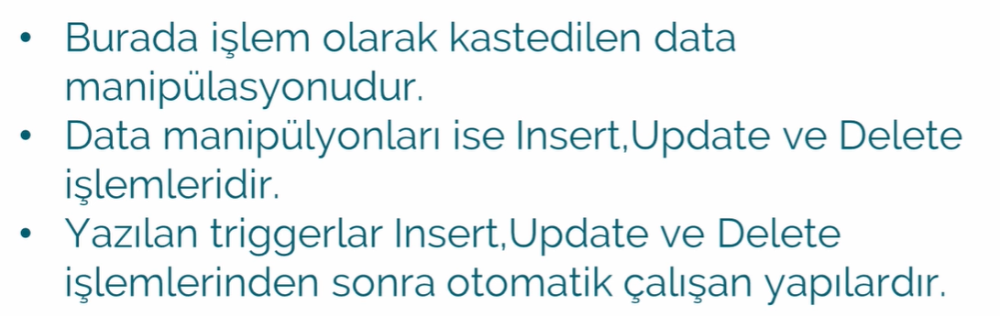 • Burada işlem olarak kastedilen data
manipülasyonudur.
• Data manipülyonları ise Insert,Update ve Delete
işlemleridir.
• Yazılan triggerlar Insert,Update ve Delete
işlemlerinden sonra otomatik çalışan yapılardır.